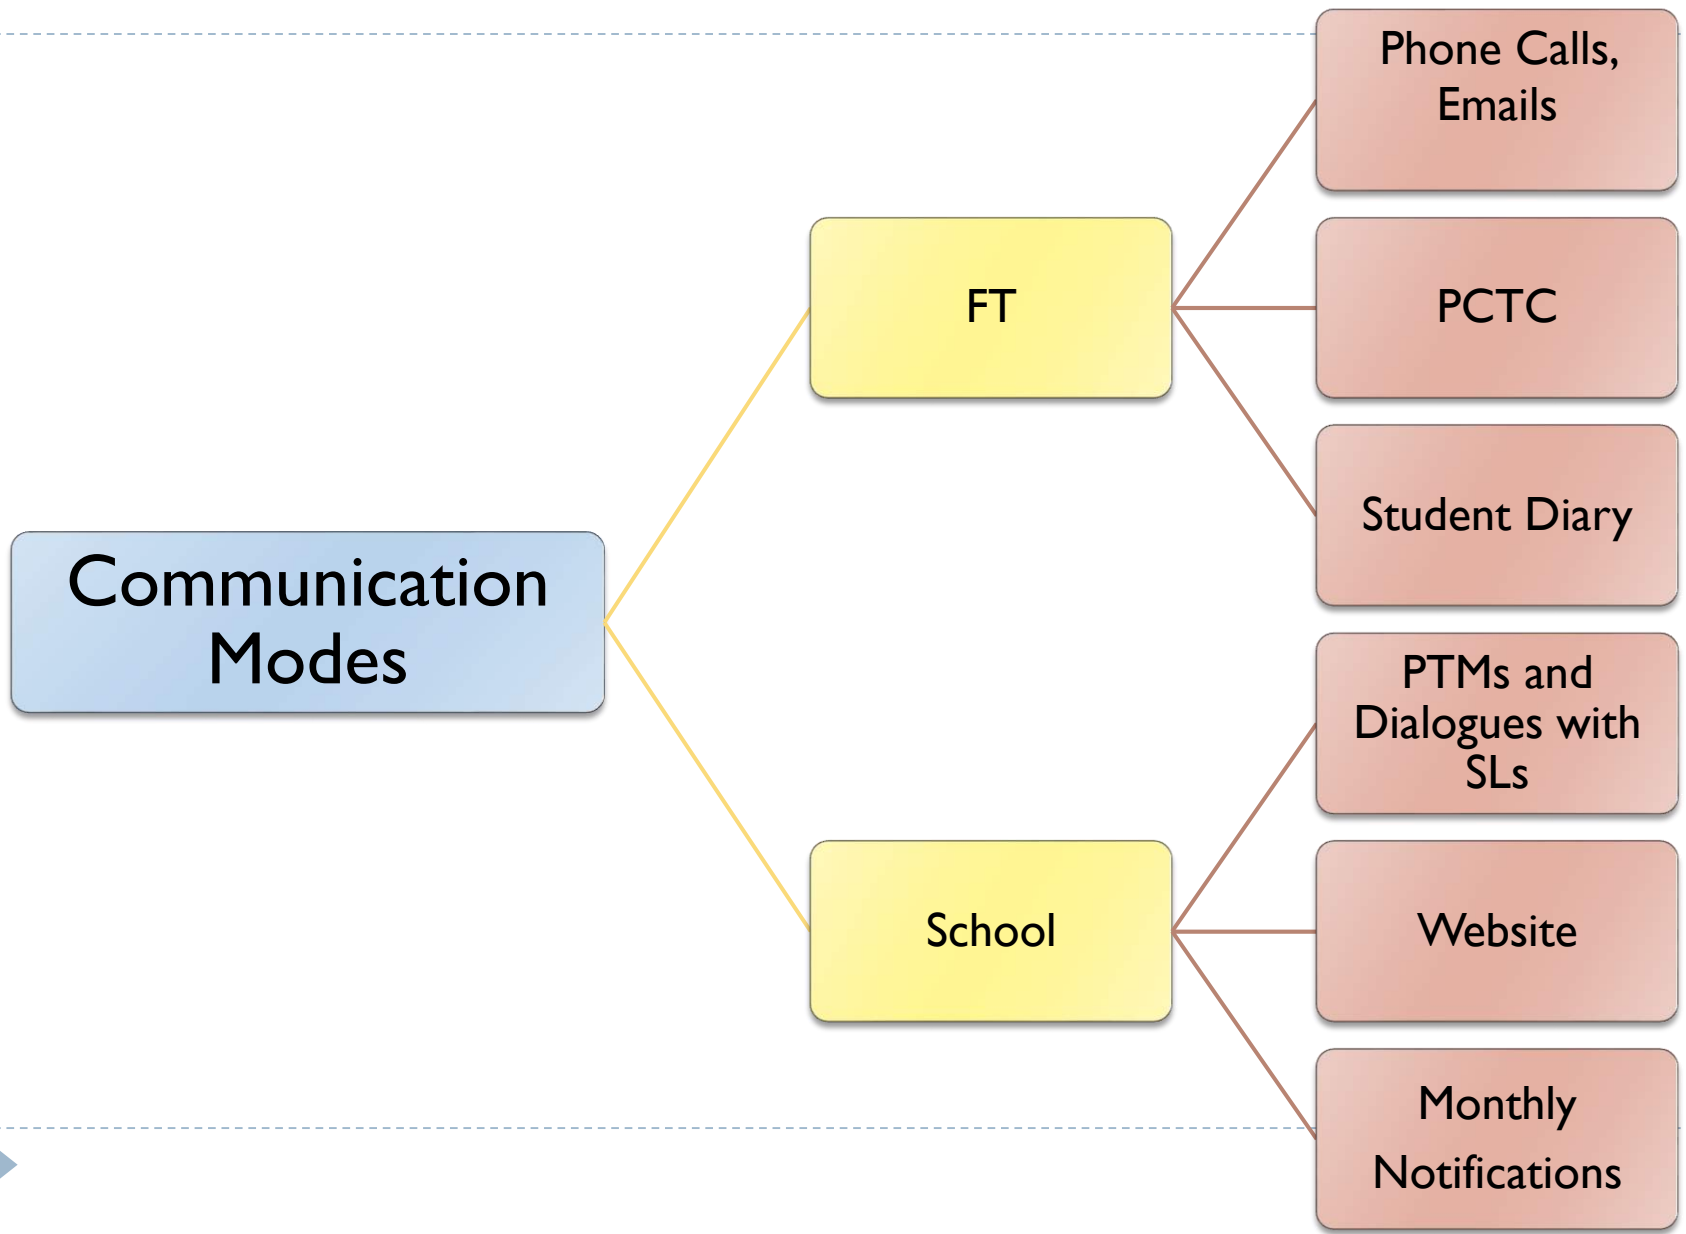 Communication
Modes
FT
Phone Calls,
Emails
PCTC
Student Diary
School
PTMs and
Dialogues with
SLs
Website
Monthly
Notifications